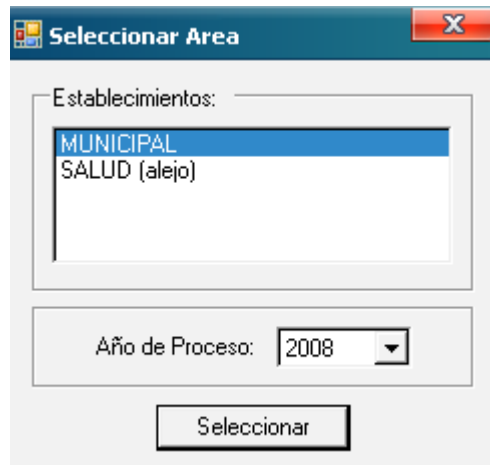 Seleccionar Area
Establecimientos:
MUNICIPAL
SALUD (alejo)
Año de Proceso: 2008
Seleccionar